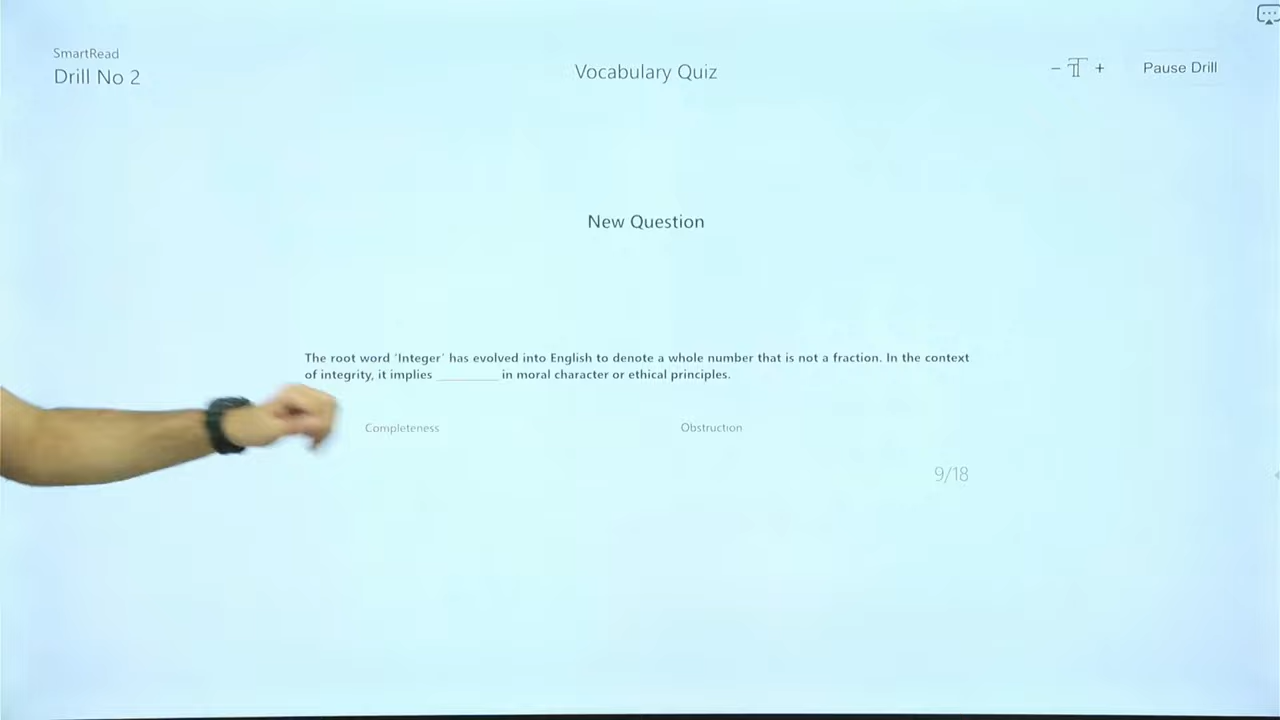 SmartRead
Drill No 2
Vocabulary Quiz
- T +
Pause Drill
New Question
The root word ‘Integer’ has evolved into English to denote a whole number that is not a fraction. In the context
of integrity, it implies ________ in moral character or ethical principles.
Completeness
Obstruction
9/18